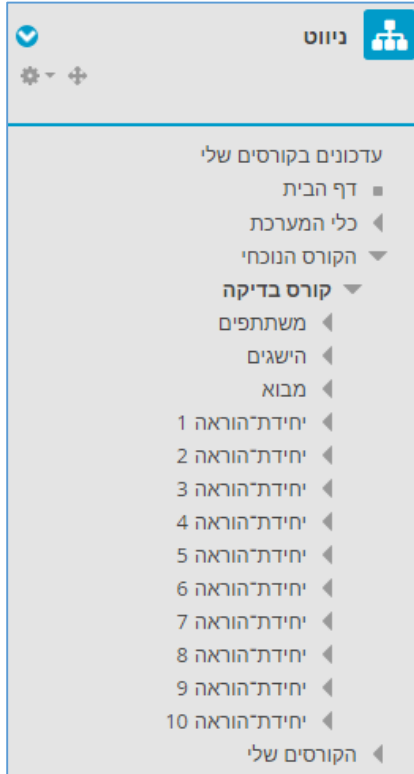 ניווט
עדכונים בקורסים שלי
דף הבית
כלי המערכת
הקורס הנוכחי
קורס בדיקה
משתתפים
הישגים
מבוא
יחידת־הוראה 1
יחידת־הוראה 2
יחידת־הוראה 3
יחידת־הוראה 4
יחידת־הוראה 5
יחידת־הוראה 6
יחידת־הוראה 7
יחידת־הוראה 8
יחידת־הוראה 9
יחידת־הוראה 10
הקורסים שלי